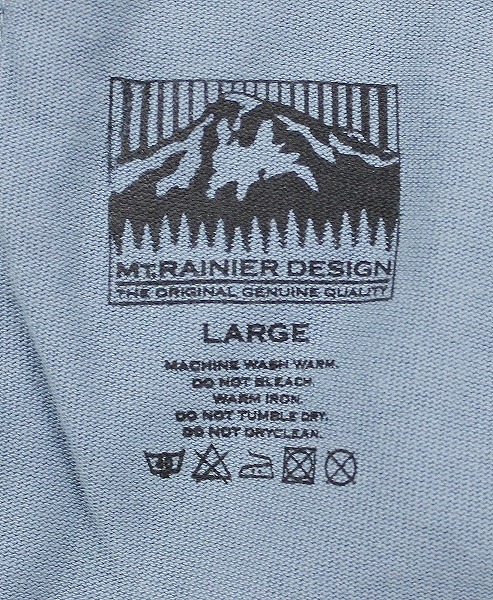 MT.RAINIER DESIGN
THE ORIGINAL GENUINE QUALITY
LARGE
MACHINE WASH WARM.
DO NOT BLEACH.
WARM IRON.
DO NOT TUMBLE DRY.
DO NOT DRYCLEAN.